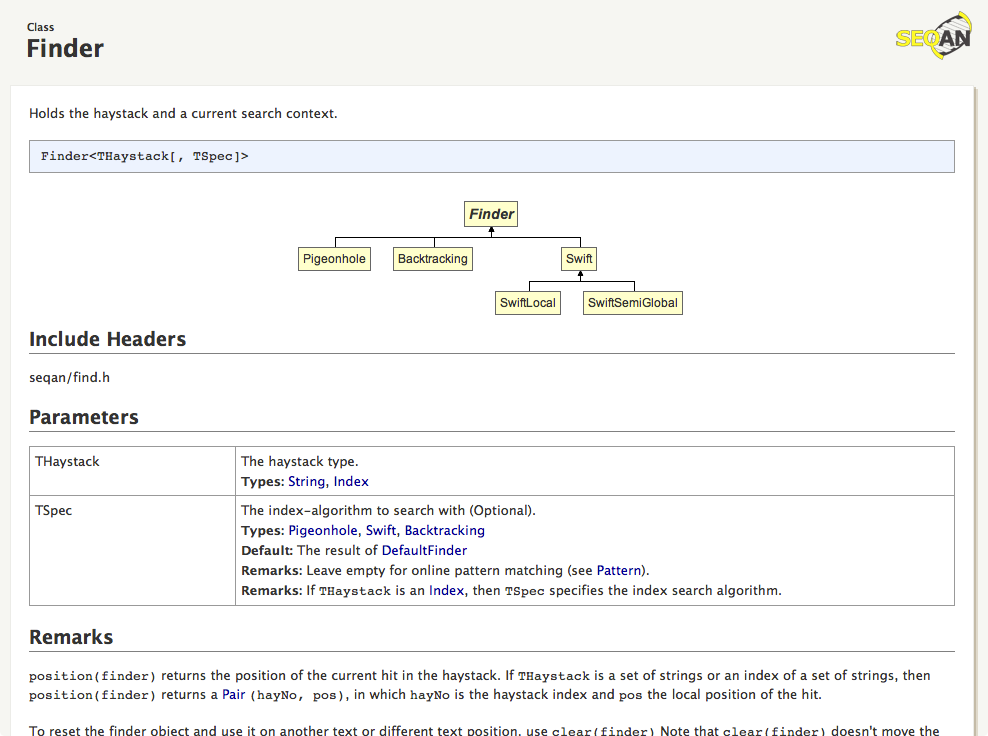 Class
Finder
SEQAN
Holds the haystack and a current search context.
Finder<THaystack[, TSpec]>
Finder
Pigeonhole
Backtracking
Swift
SwiftLocal
SwiftSemiGlobal
Include Headers
seqan/find.h
Parameters
THaystack
The haystack type.
Types: String, Index
TSpec
The index-algorithm to search with (Optional).
Types: Pigeonhole, Swift, Backtracking
Default: The result of DefaultFinder
Remarks: Leave empty for online pattern matching (see Pattern).
Remarks: If THaystack is an Index, then TSpec specifies the index search algorithm.
Remarks
position(finder) returns the position of the current hit in the haystack. If THaystack is a set of strings or an index of a set of strings, then
position(finder) returns a Pair (hayNo, pos), in which hayNo is the haystack index and pos the local position of the hit.
To reset the finder object and use it on another text or different text position, use clear(finder) Note that clear(finder) doesn't move the